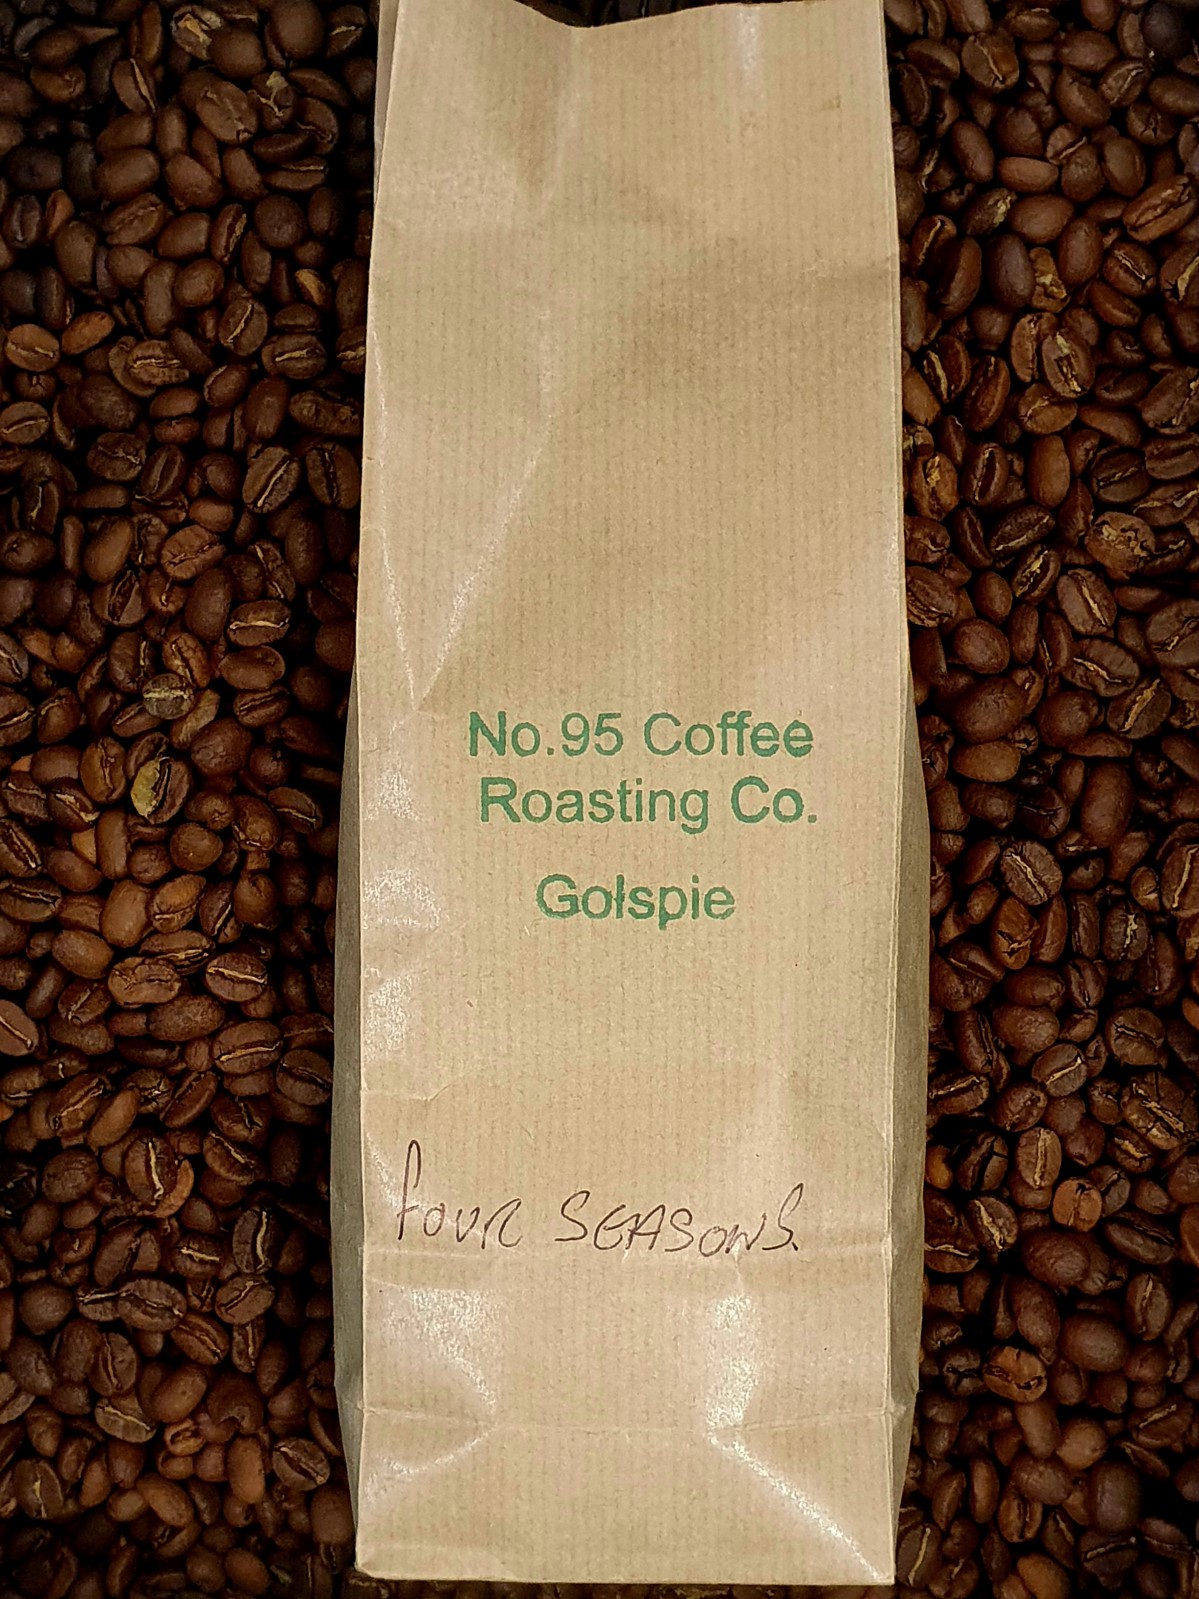 No.95 Coffee
Roasting Co.
Golspie
Four SEASONS.